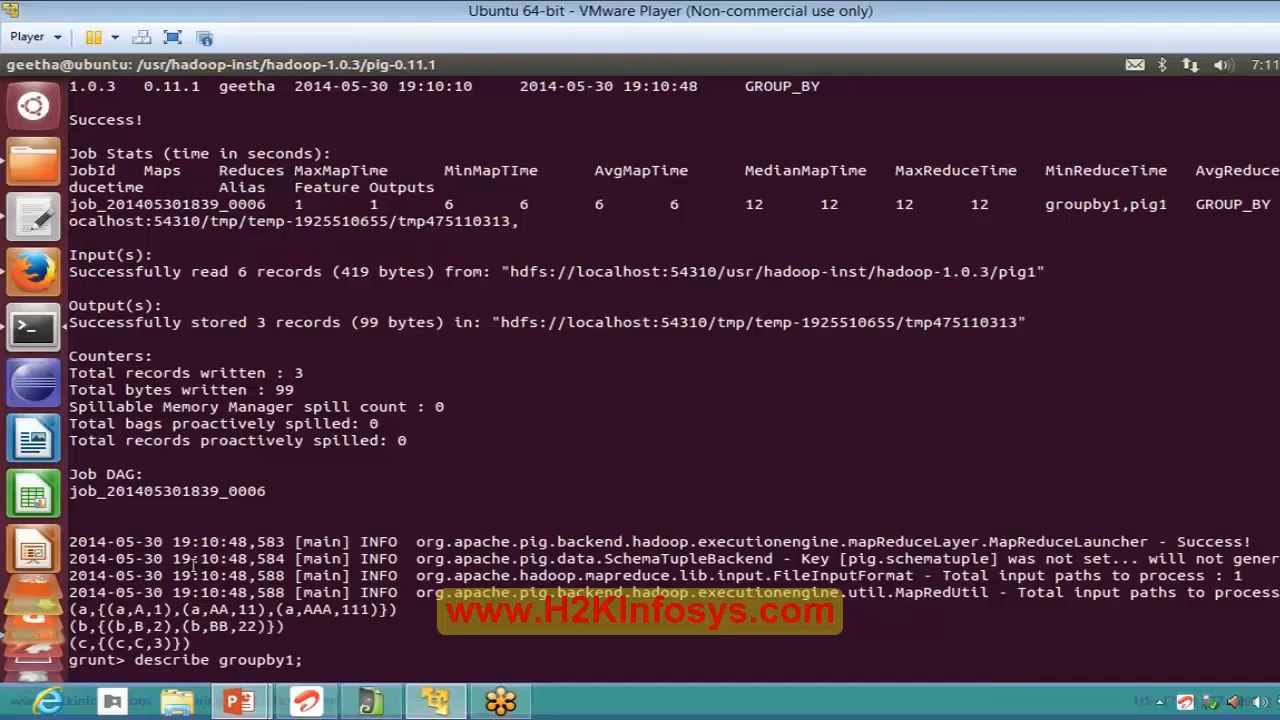 Ubuntu 64-bit - VMware Player (Non-commercial use only)
Player
geetha@ubuntu: /usr/hadoop-inst/hadoop-1.0.3/pig-0.11.1
7:11
1.0.3 0.11.1 geetha 2014-05-30 19:10:10 2014-05-30 19:10:48 GROUP_BY
Success!
Job Stats (time in seconds):
JobId Maps Reduces MaxMapTime MinMapTIme AvgMapTime MedianMapTime MaxReduceTime MinReduceTime AvgReduce
ducetime Alias Feature Outputs
job_201405301839_0006 1 1 6 6 6 6 12 12 12 12 groupby1,pig1 GROUP_BY
ocalhost:54310/tmp/temp-1925510655/tmp475110313,
Input(s):
Successfully read 6 records (419 bytes) from: "hdfs://localhost:54310/usr/hadoop-inst/hadoop-1.0.3/pig1"
Output(s):
Successfully stored 3 records (99 bytes) in: "hdfs://localhost:54310/tmp/temp-1925510655/tmp475110313"
Counters:
Total records written : 3
Total bytes written : 99
Spillable Memory Manager spill count : 0
Total bags proactively spilled: 0
Total records proactively spilled: 0
Job DAG:
job_201405301839_0006
2014-05-30 19:10:48,583 [main] INFO org.apache.pig.backend.hadoop.executionengine.mapReduceLayer.MapReduceLauncher - Success!
2014-05-30 19:10:48,584 [main] INFO org.apache.pig.data.SchemaTupleBackend - Key [pig.schematuple] was not set... will not gener
2014-05-30 19:10:48,588 [main] INFO org.apache.hadoop.mapreduce.lib.input.FileInputFormat - Total input paths to process : 1
2014-05-30 19:10:48,588 [main] INFO org.apache.pig.backend.hadoop.executionengine.util.MapRedUtil - Total input paths to process
(a,{(a,A,1),(a,AA,11),(a,AAA,111)})
www.H2KInfosys.com
(b,{(b,B,2),(b,BB,22)})
(c,{(c,C,3)})
grunt> describe groupby1;